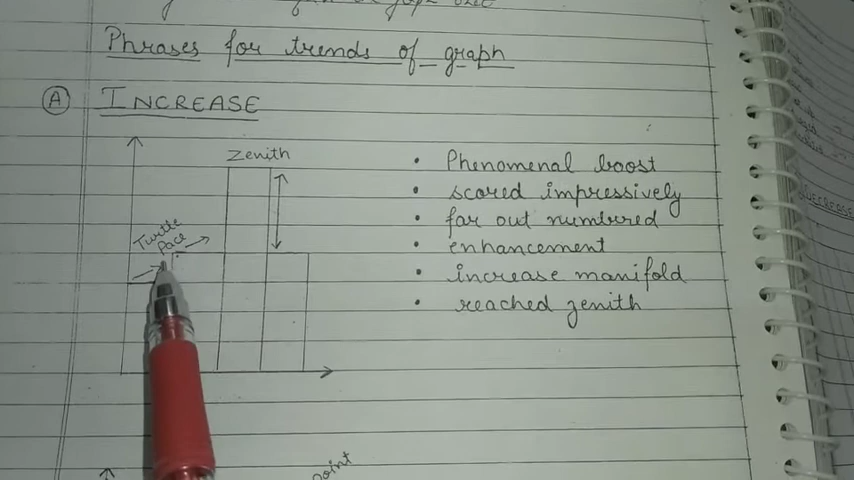 Phrases for trends of graph
A INCREASE
Zenith
Turtle
Pace
• Phenomenal boost
• scored impressively
• far out numbered
• enhancement
• increase manifold
• reached zenith
point